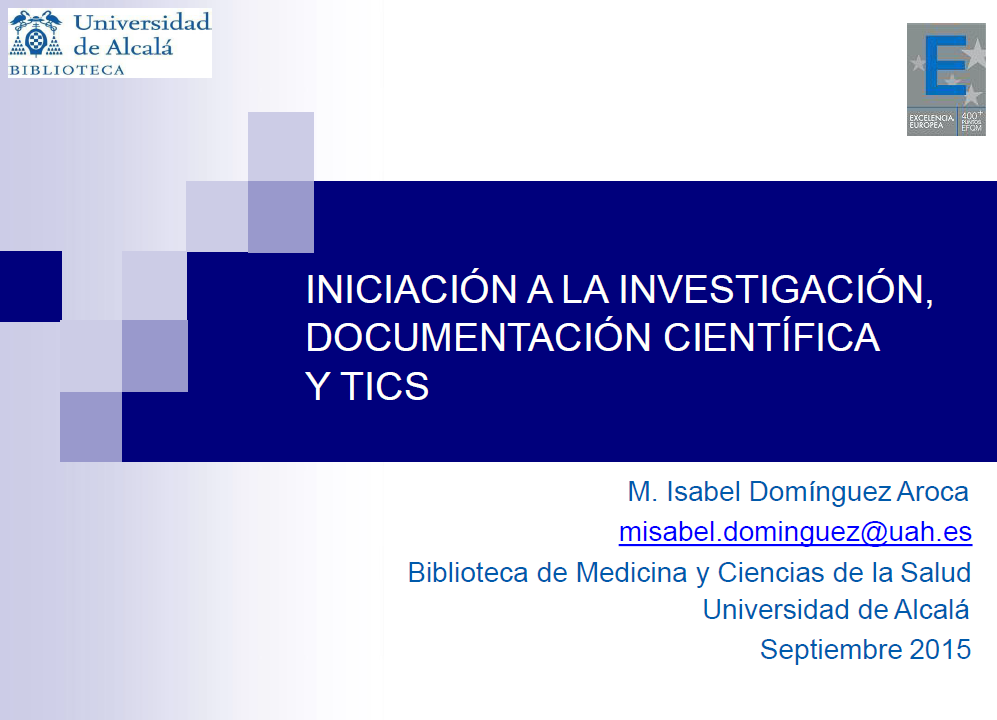 Universidad
de Alcalá
BIBLIOTECA
E
EXCELENCIA
EUROPEA
400+
PUNTOS
EFQM
INICIACIÓN A LA INVESTIGACIÓN,
DOCUMENTACIÓN CIENTÍFICA
Y TICS
M. Isabel Domínguez Aroca
misabel.dominguez@uah.es
Biblioteca de Medicina y Ciencias de la Salud
Universidad de Alcalá
Septiembre 2015